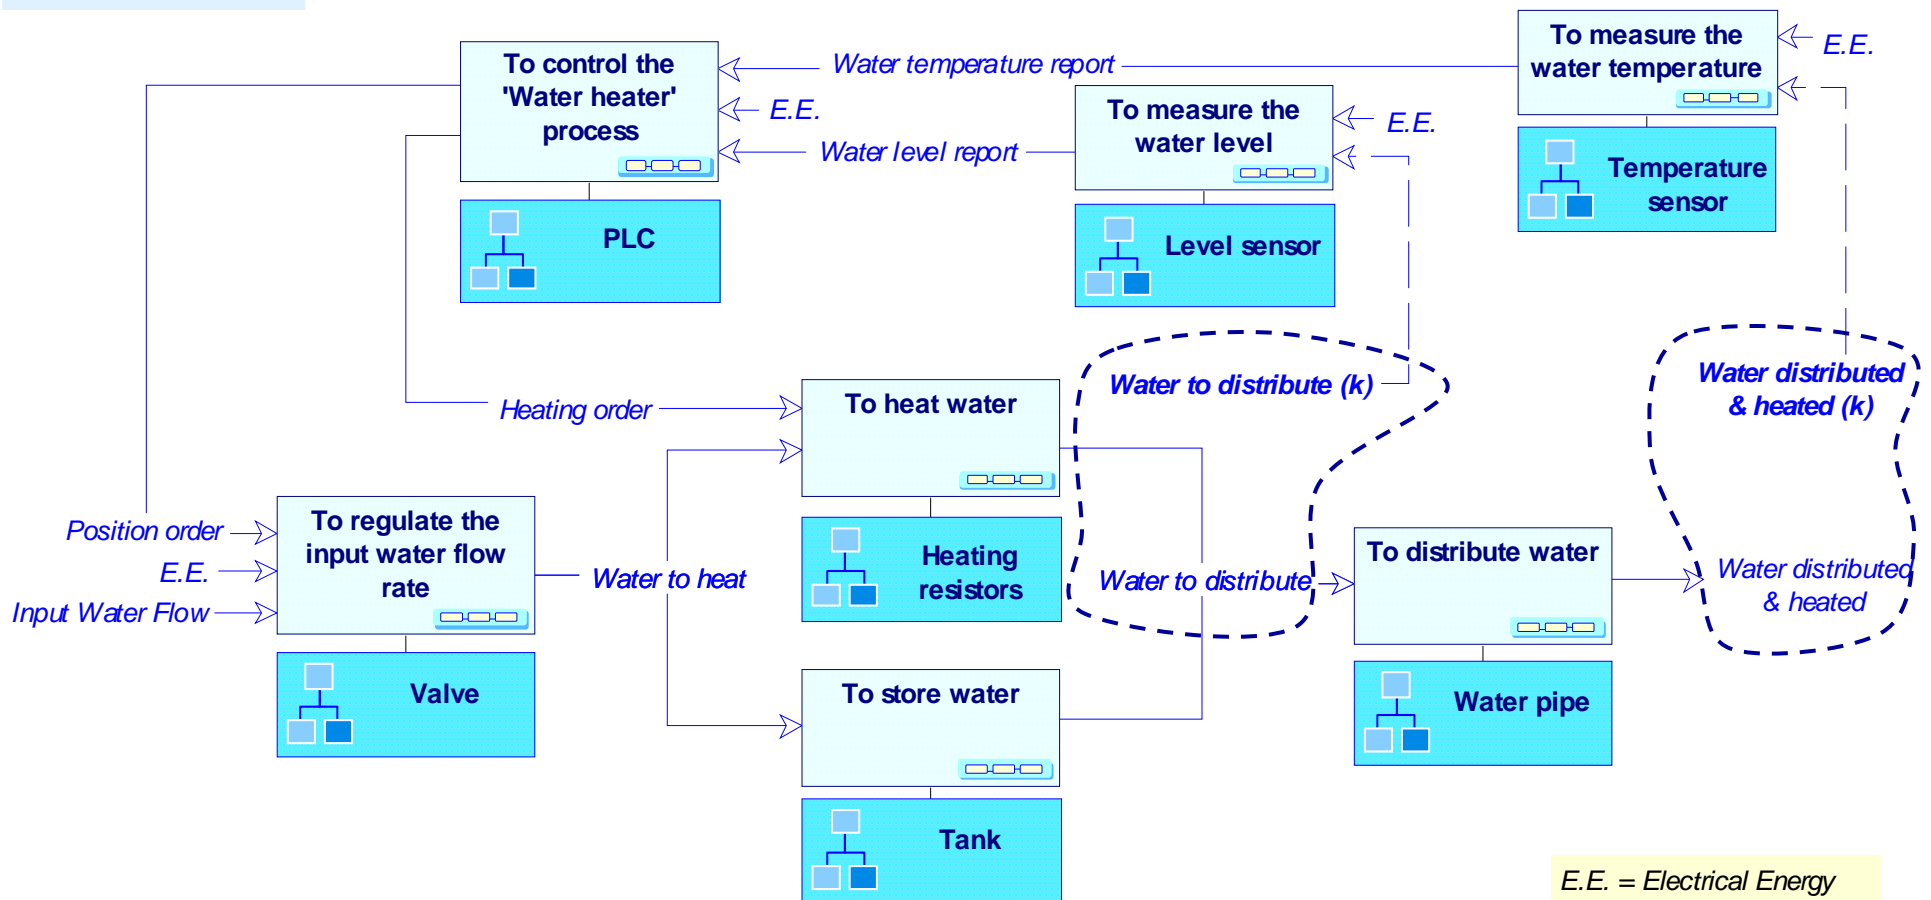 To measure the
water temperature
E.E.
Temperature
sensor
To control the
'Water heater'
process
Water temperature report
E.E.
Water level report
PLC
To measure the
water level
E.E.
Level sensor
Water to distribute (k)
Water distributed
& heated (k)
Heating order
To heat water
Heating
resistors
Position order
E.E.
Input Water Flow
To regulate the
input water flow
rate
Valve
Water to heat
Water to distribute
To distribute water
Water pipe
Water distributed
& heated
To store water
Tank
E.E. = Electrical Energy